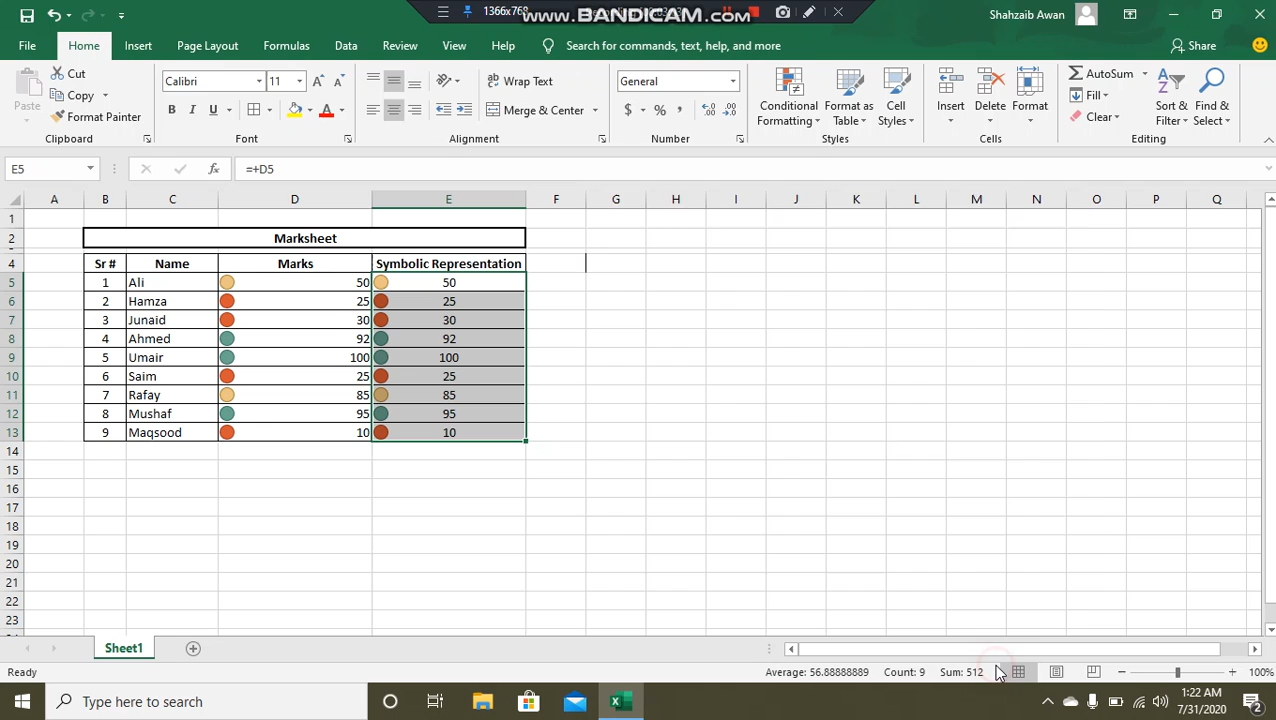 1366x768
www.BANDICAM.com
Shahzaib Awan
File Home Insert Page Layout Formulas Data Review View Help Search for commands, text, help, and more Share
Paste
Cut
Copy
Format Painter
Clipboard
Calibri 11
B I U
Font
Wrap Text
Merge & Center
Alignment
General
$ % ,
Number
Conditional Formatting
Format as Table
Cell Styles
Styles
Insert
Delete
Format
Cells
AutoSum
Fill
Clear
Sort & Filter
Find & Select
Editing
E5 fx =+D5
A B C D E F G H I J K L M N O P Q
1
2 Marksheet
4 Sr # Name Marks Symbolic Representation
5 1 Ali 50 50
6 2 Hamza 25 25
7 3 Junaid 30 30
8 4 Ahmed 92 92
9 5 Umair 100 100
10 6 Saim 25 25
11 7 Rafay 85 85
12 8 Mushaf 95 95
13 9 Maqsood 10 10
14
15
16
17
18
19
20
21
22
23
Sheet1
Ready Average: 56.88888889 Count: 9 Sum: 512 100%
Type here to search
1:22 AM
7/31/2020
2